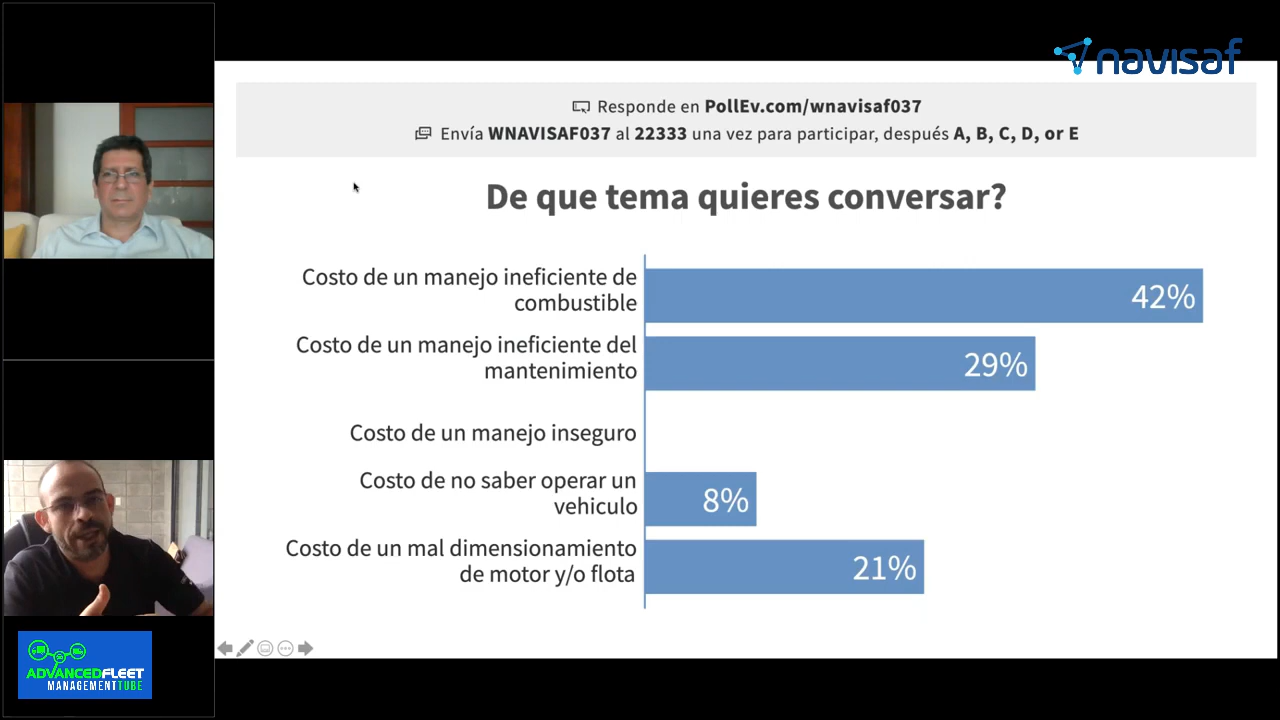 navisaf
Responde en PollEv.com/wnavisaf037
Envía WNAVISAF037 al 22333 una vez para participar, después A, B, C, D, or E
De que tema quieres conversar?
Costo de un manejo ineficiente de
combustible
42%
Costo de un manejo ineficiente del
mantenimiento
29%
Costo de un manejo inseguro
Costo de no saber operar un
vehiculo
8%
Costo de un mal dimensionamiento
de motor y/o flota
21%
ADVANCEDFLEET
MANAGEMENTTUBE